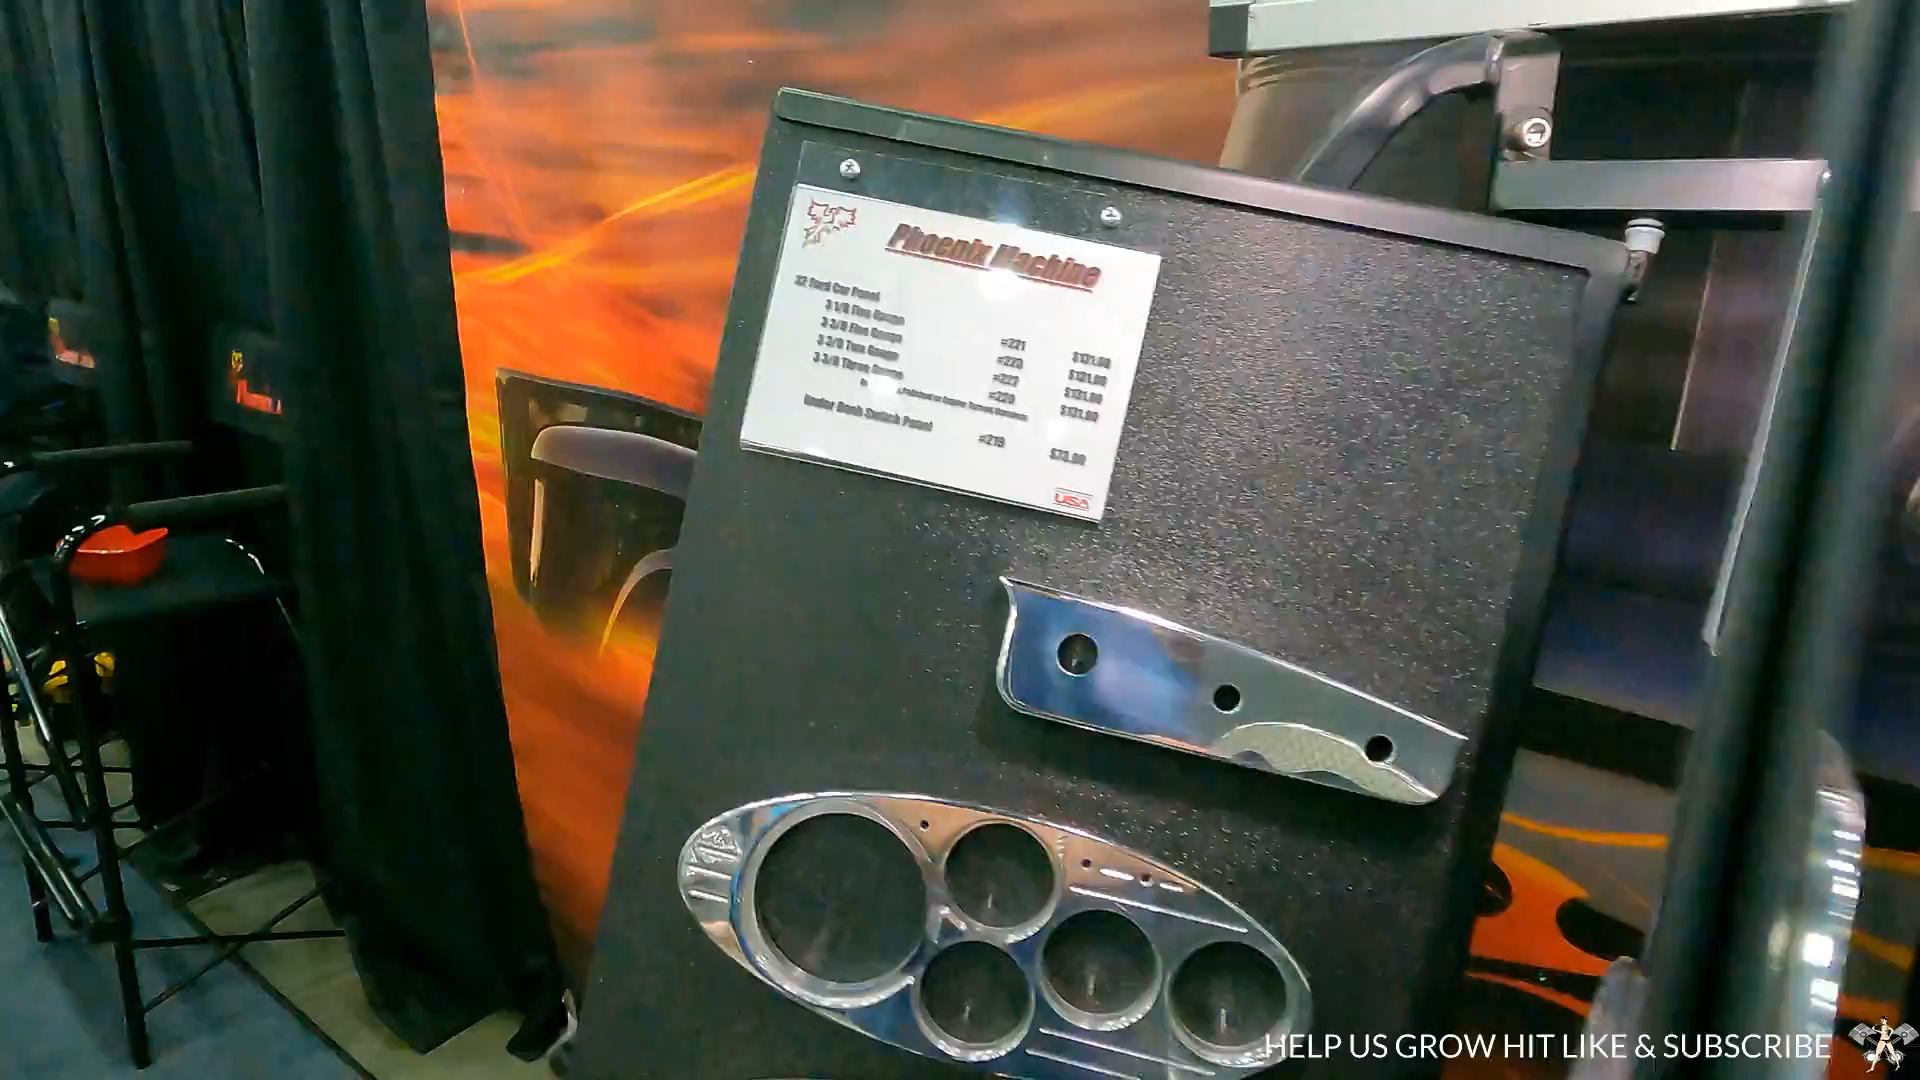 Phoenix Machine
32 Ford Car Panel
3 1/8 Five Gauge #221 $131.00
3 3/8 Five Gauge #223 $131.00
3 3/8 Two Gauge #222 $131.00
3 3/8 Three Gauge #220 $131.00
Under Dash Switch Panel #219
USA
HELP US GROW HIT LIKE & SUBSCRIBE